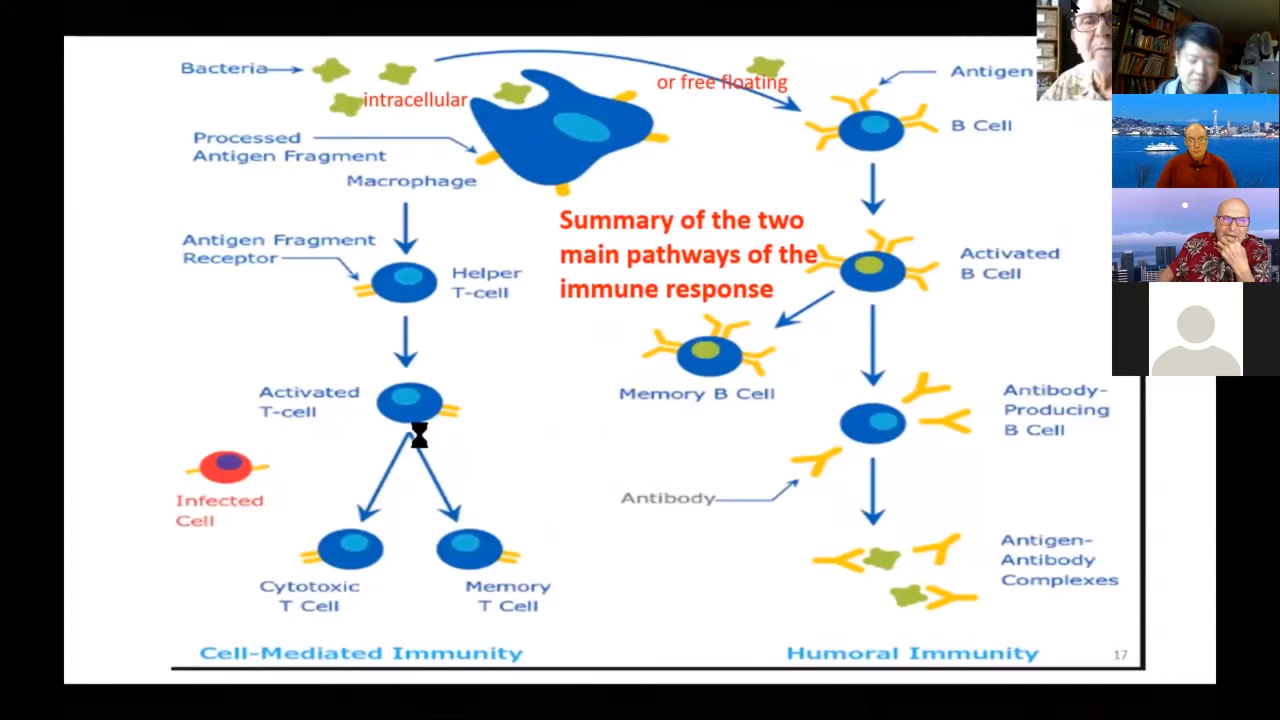 Bacteria
intracellular
or free floating
Antigen
B Cell
Processed
Antigen Fragment
Macrophage
Summary of the two
main pathways of the
immune response
Antigen Fragment
Receptor
Helper
T-cell
Activated
B Cell
Memory B Cell
Activated
T-cell
Antibody-
Producing
B Cell
Infected
Cell
Antibody
Cytotoxic
T Cell
Memory
T Cell
Antigen-
Antibody
Complexes
Cell-Mediated Immunity
Humoral Immunity
17